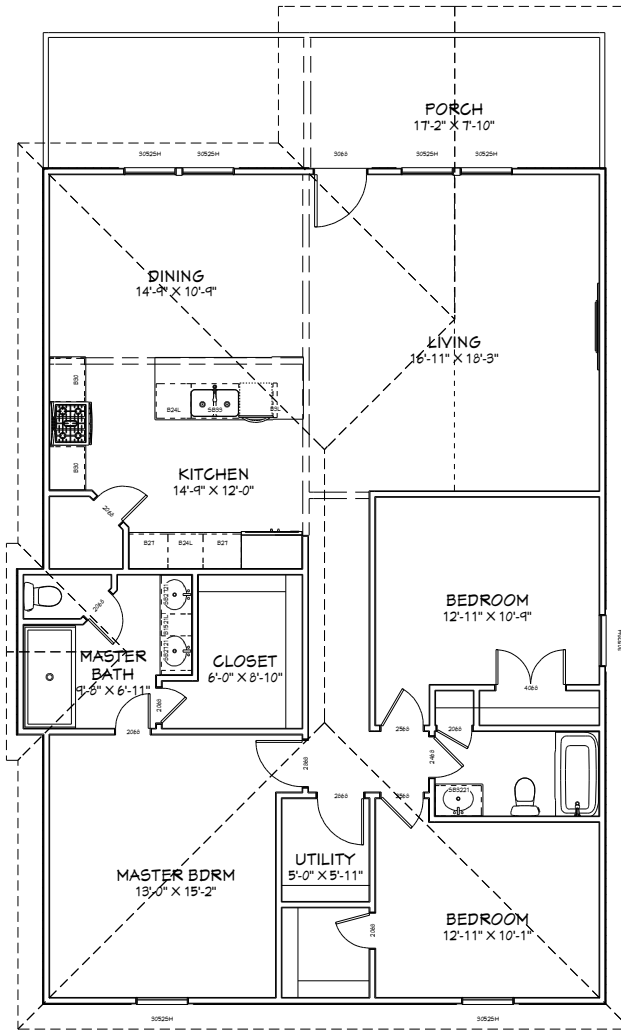 PORCH
17'-2" X 7'-10"
3052SH
3052SH
3068
3052SH
3052SH
DINING
14'-9" X 10'-9"
LIVING
16'-11" X 18'-3"
B30
B24L
SB33
B30
KITCHEN
14'-9" X 12'-0"
2068
B27
B24L
B27
BEDROOM
12'-11" X 10'-9"
2068
MASTER
BATH
9'-8" X 6'-11"
CLOSET
6'-0" X 8'-10"
2068
4068
2068
2868
2068
2468
2868
2868
UTILITY
5'-0" X 5'-11"
MASTER BDRM
13'-0" X 15'-2"
BEDROOM
12'-11" X 10'-1"
2068
3052SH
3052SH